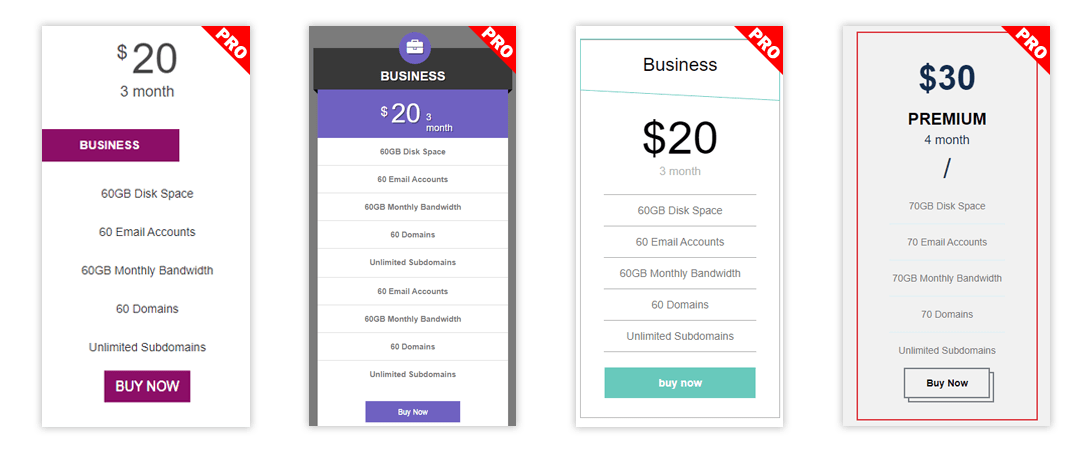 PRO
$ 20
3 month
BUSINESS
60GB Disk Space
60 Email Accounts
60GB Monthly Bandwidth
60 Domains
Unlimited Subdomains
BUY NOW
PRO
BUSINESS
$ 20 3
month
60GB Disk Space
60 Email Accounts
60GB Monthly Bandwidth
60 Domains
Unlimited Subdomains
60 Email Accounts
60GB Monthly Bandwidth
60 Domains
Unlimited Subdomains
Buy Now
PRO
Business
$20
3 month
60GB Disk Space
60 Email Accounts
60GB Monthly Bandwidth
60 Domains
Unlimited Subdomains
buy now
PRO
$30
PREMIUM
4 month
/
70GB Disk Space
70 Email Accounts
70GB Monthly Bandwidth
70 Domains
Unlimited Subdomains
Buy Now